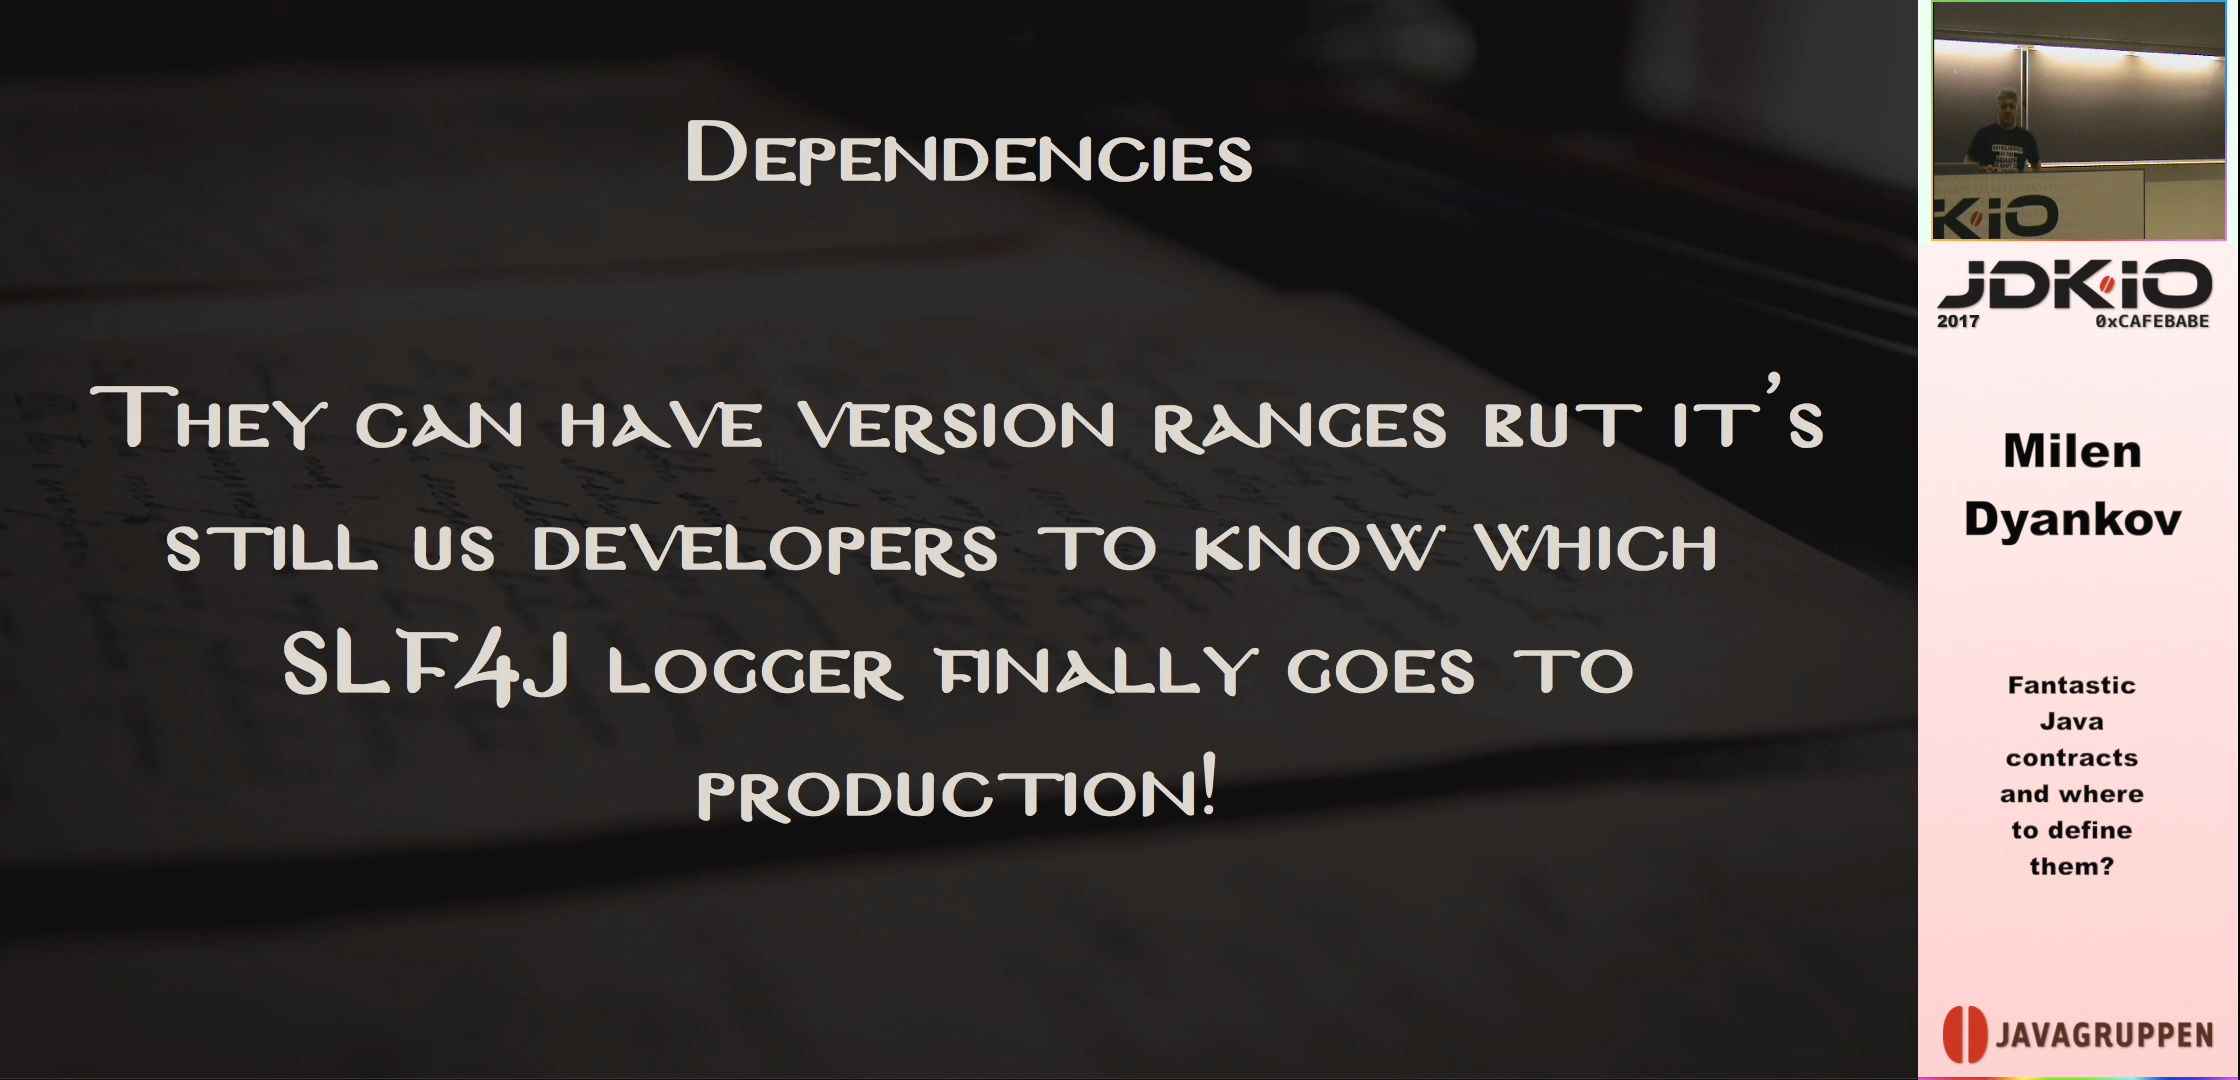 Dependencies
They can have version ranges but it's
still us developers to know which
SLF4J logger finally goes to
production!
KiO
JDKiO
2017
0xCAFEBABE
Milen
Dyankov
Fantastic
Java
contracts
and where
to define
them?
JAVAGRUPPEN